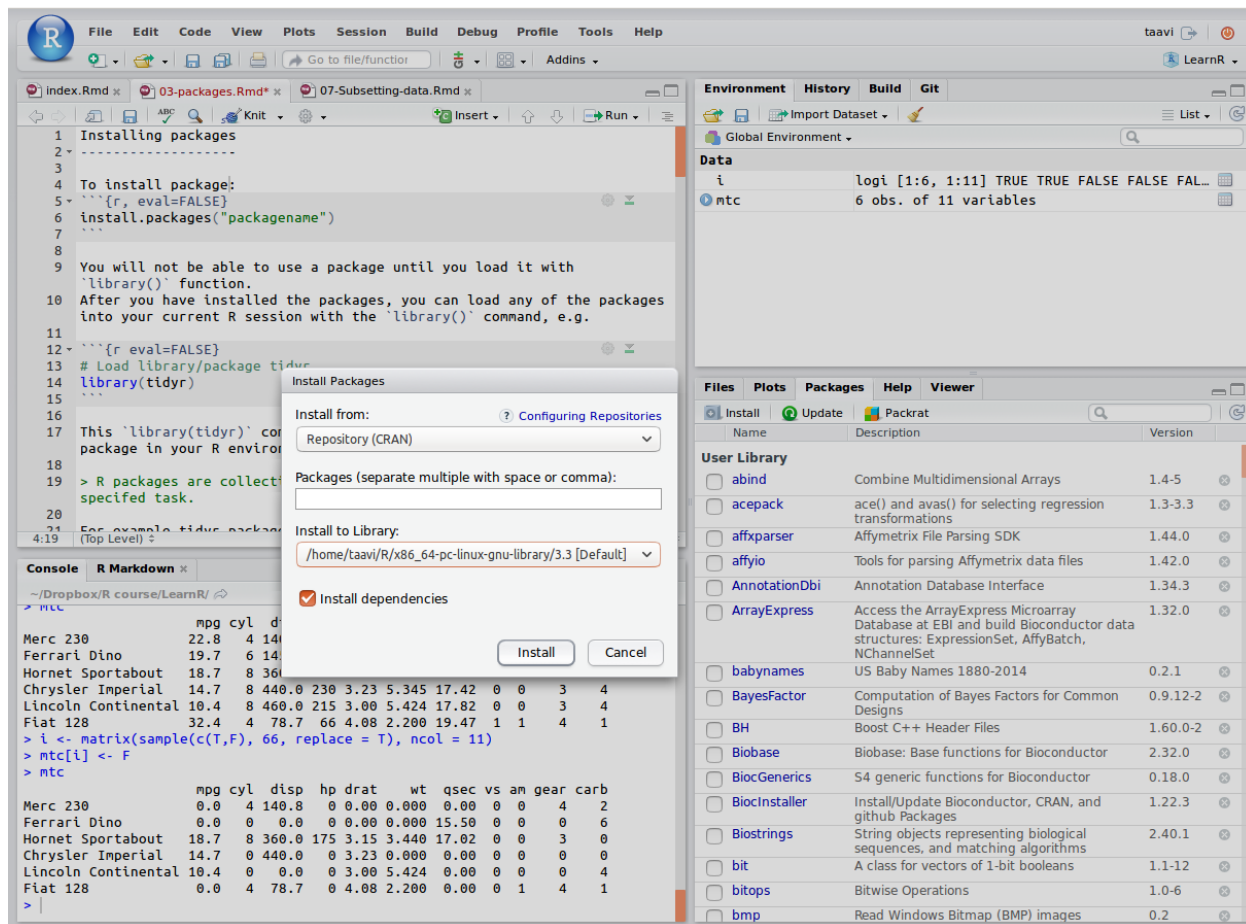 R File Edit Code View Plots Session Build Debug Profile Tools Help taavi
Go to file/function Addins LearnR
index.Rmd 03-packages.Rmd* 07-Subsetting-data.Rmd
ABC Knit Insert Run
1 Installing packages
2 -------------------
3
4 To install package:
5 ```{r, eval=FALSE}
6 install.packages("packagename")
7 ```
8
9 You will not be able to use a package until you load it with
`library()` function.
10 After you have installed the packages, you can load any of the packages
into your current R session with the `library()` command, e.g.
11
12 ```{r eval=FALSE}
13 # Load library/package tidyr
14 library(tidyr)
15 ```
16
17 This `library(tidyr)` com
package in your R environ
18
19 > R packages are collecti
specifed task.
20
21 For example tidyr package
4:19 (Top Level)
Install Packages
Install from: ? Configuring Repositories
Repository (CRAN)
Packages (separate multiple with space or comma):
Install to Library:
/home/taavi/R/x86_64-pc-linux-gnu-library/3.3 [Default]
Install dependencies
Install Cancel
Console R Markdown
~/Dropbox/R course/LearnR/
> mtc
mpg cyl di
Merc 230 22.8 4 140
Ferrari Dino 19.7 6 145
Hornet Sportabout 18.7 8 360
Chrysler Imperial 14.7 8 440.0 230 3.23 5.345 17.42 0 0 3 4
Lincoln Continental 10.4 8 460.0 215 3.00 5.424 17.82 0 0 3 4
Fiat 128 32.4 4 78.7 66 4.08 2.200 19.47 1 1 4 1
> i <- matrix(sample(c(T,F), 66, replace = T), ncol = 11)
> mtc[i] <- F
> mtc
mpg cyl disp hp drat wt qsec vs am gear carb
Merc 230 0.0 4 140.8 0 0.00 0.000 0.00 0 0 4 2
Ferrari Dino 0.0 0 0.0 0 0.00 0.000 15.50 0 0 0 6
Hornet Sportabout 18.7 8 360.0 175 3.15 3.440 17.02 0 0 3 0
Chrysler Imperial 14.7 0 440.0 0 3.23 0.000 0.00 0 0 0 0
Lincoln Continental 10.4 0 0.0 0 3.00 5.424 0.00 0 0 0 4
Fiat 128 0.0 4 78.7 0 4.08 2.200 0.00 0 1 4 1
>
Environment History Build Git
Import Dataset List
Global Environment
Data
i logi [1:6, 1:11] TRUE TRUE FALSE FALSE FAL…
mtc 6 obs. of 11 variables
Files Plots Packages Help Viewer
Install Update Packrat
Name Description Version
User Library
abind Combine Multidimensional Arrays 1.4-5
acepack ace() and avas() for selecting regression 1.3-3.3
transformations
affxparser Affymetrix File Parsing SDK 1.44.0
affyio Tools for parsing Affymetrix data files 1.42.0
AnnotationDbi Annotation Database Interface 1.34.3
ArrayExpress Access the ArrayExpress Microarray 1.32.0
Database at EBI and build Bioconductor data
structures: ExpressionSet, AffyBatch,
NChannelSet
babynames US Baby Names 1880-2014 0.2.1
BayesFactor Computation of Bayes Factors for Common 0.9.12-2
Designs
BH Boost C++ Header Files 1.60.0-2
Biobase Biobase: Base functions for Bioconductor 2.32.0
BiocGenerics S4 generic functions for Bioconductor 0.18.0
BiocInstaller Install/Update Bioconductor, CRAN, and 1.22.3
github Packages
Biostrings String objects representing biological 2.40.1
sequences, and matching algorithms
bit A class for vectors of 1-bit booleans 1.1-12
bitops Bitwise Operations 1.0-6
bmp Read Windows Bitmap (BMP) images 0.2